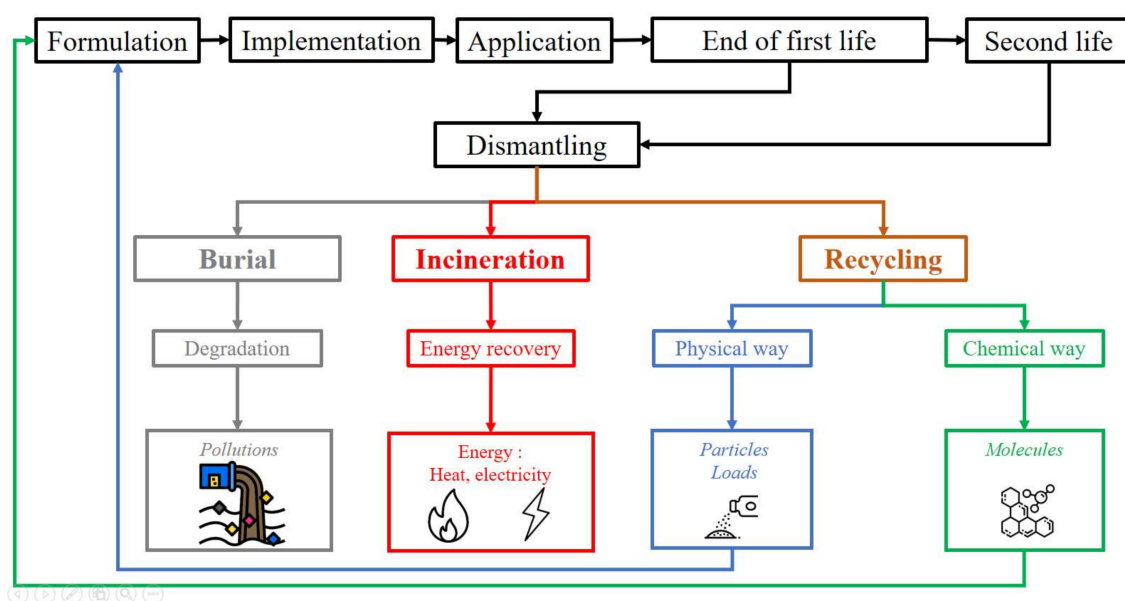 Formulation
Implementation
Application
End of first life
Second life
Dismantling
Burial
Incineration
Recycling
Degradation
Energy recovery
Physical way
Chemical way
Pollutions
Energy :
Heat, electricity
Particles
Loads
Molecules